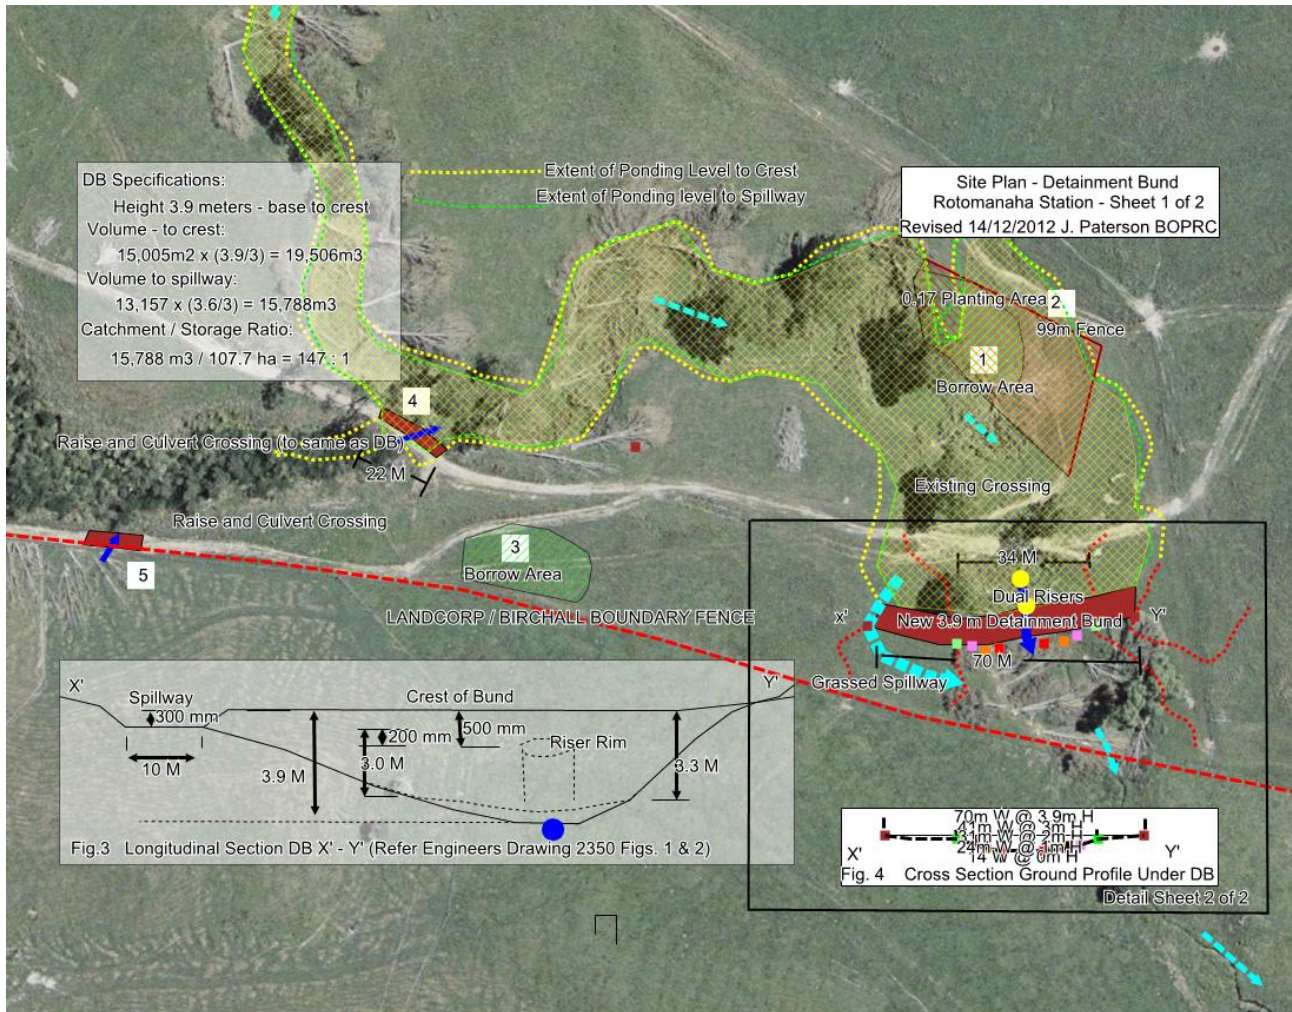 DB Specifications:
Height 3.9 meters - base to crest
Volume - to crest:
15,005m2 x (3.9/3) = 19,506m3
Volume to spillway:
13,157 x (3.6/3) = 15,788m3
Catchment / Storage Ratio:
15,788 m3 / 107.7 ha = 147 : 1
Extent of Ponding Level to Crest
Extent of Ponding level to Spillway
Site Plan - Detainment Bund
Rotomanaha Station - Sheet 1 of 2
Revised 14/12/2012 J. Paterson BOPRC
0.17 Planting Area
2
99m Fence
1
Borrow Area
4
Raise and Culvert Crossing (to same as DB)
22 M
Existing Crossing
Raise and Culvert Crossing
5
3
Borrow Area
LANDCORP / BIRCHALL BOUNDARY FENCE
34 M
Dual Risers
x'
New 3.9 m Detainment Bund
Y'
70 M
Grassed Spillway
X'
Y'
Spillway
Crest of Bund
300 mm
200 mm
500 mm
Riser Rim
10 M
3.9 M
3.0 M
3.3 M
Fig.3 Longitudinal Section DB X' - Y' (Refer Engineers Drawing 2350 Figs. 1 & 2)
70m W @ 3.9m H
41m W @ 3m H
31m W @ 2m H
24m W @ 1m H
14 W @ 0m H
X'
Y'
Fig. 4 Cross Section Ground Profile Under DB
Detail Sheet 2 of 2